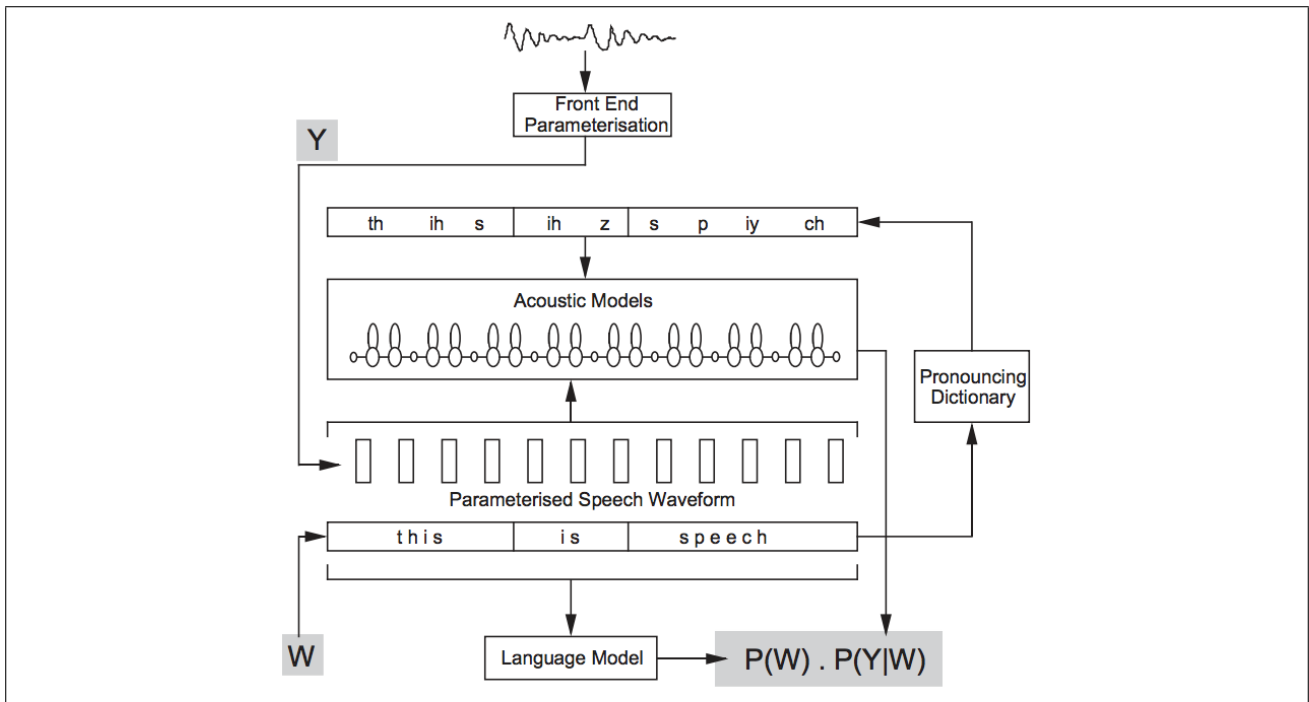 Front End
Parameterisation
Y
th ih s ih z s p iy ch
Acoustic Models
Pronouncing
Dictionary
Parameterised Speech Waveform
this is speech
W
Language Model
P(W) . P(Y|W)